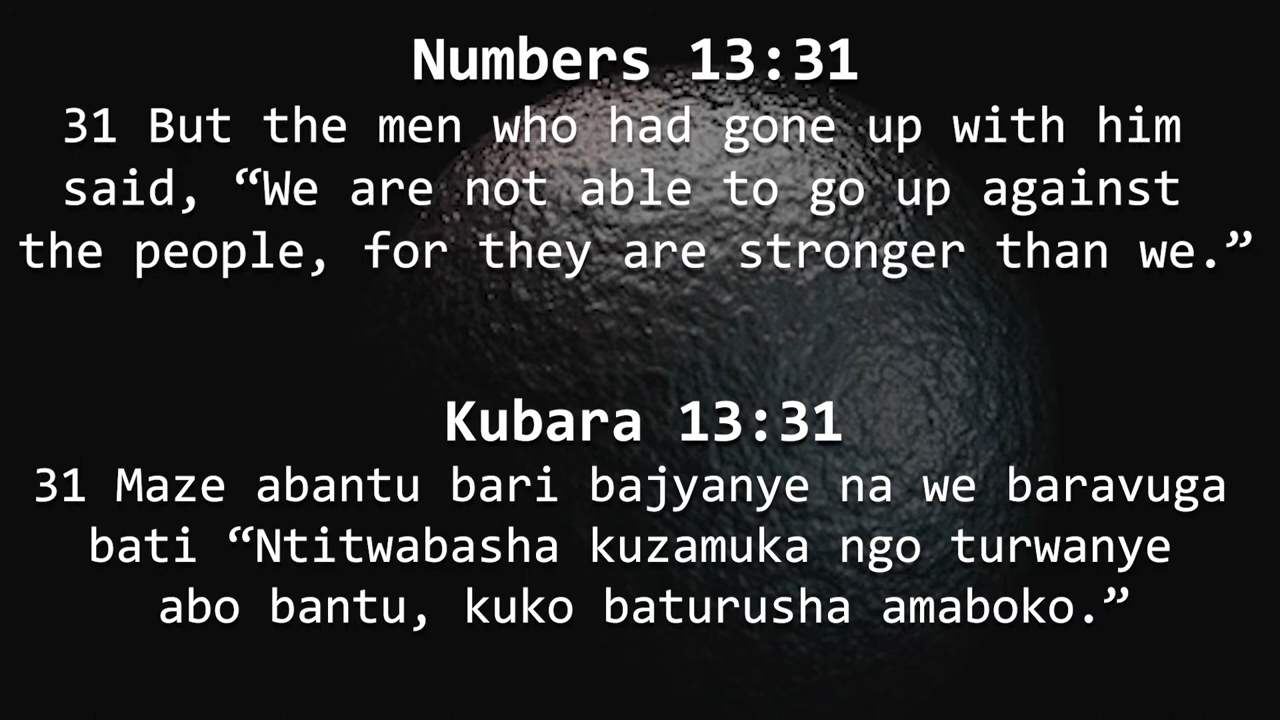 Numbers 13:31
31 But the men who had gone up with him
said, “We are not able to go up against
the people, for they are stronger than we.”
Kubara 13:31
31 Maze abantu bari bajyanye na we baravuga
bati “Ntitwabasha kuzamuka ngo turwanye
abo bantu, kuko baturusha amaboko.”